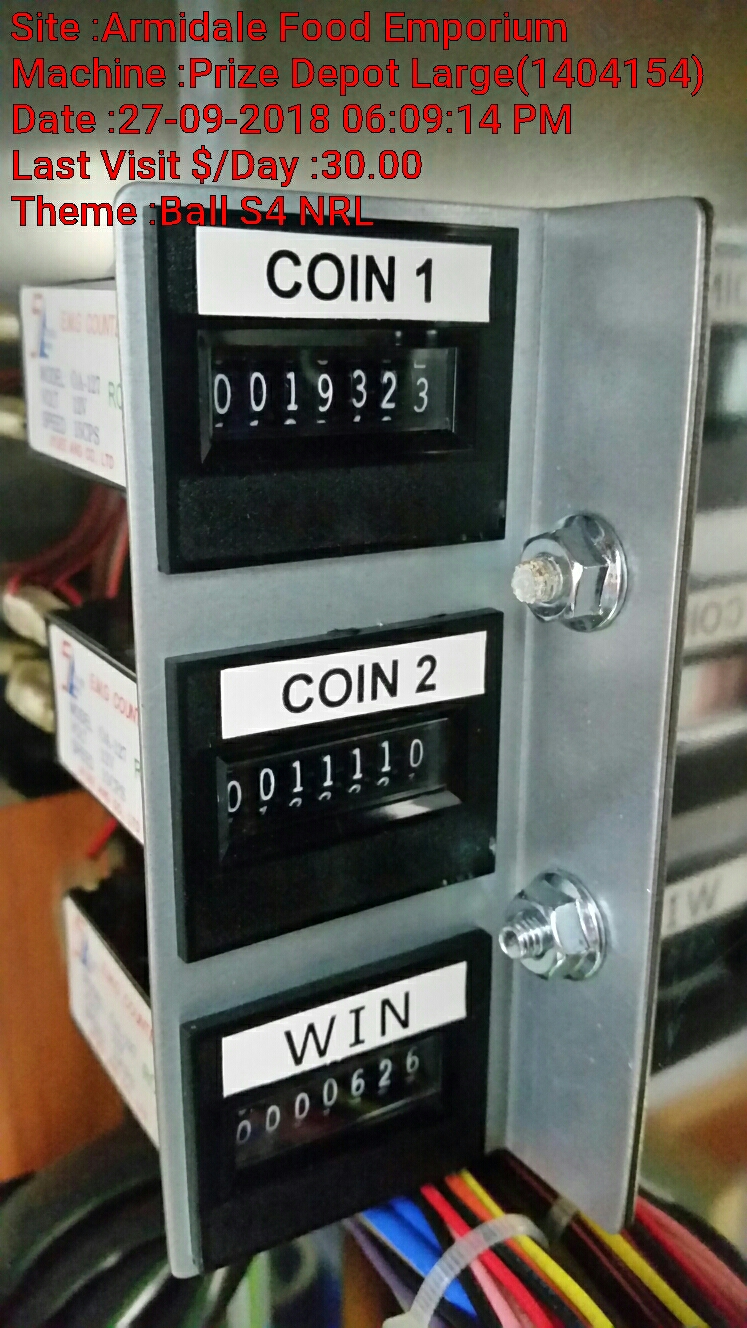 Site :Armidale Food Emporium
Machine :Prize Depot Large(1404154)
Date :27-09-2018 06:09:14 PM
Last Visit $/Day :30.00
Theme :Ball S4 NRL
COIN 1
0019323
COIN 2
0011110
WIN
0000626